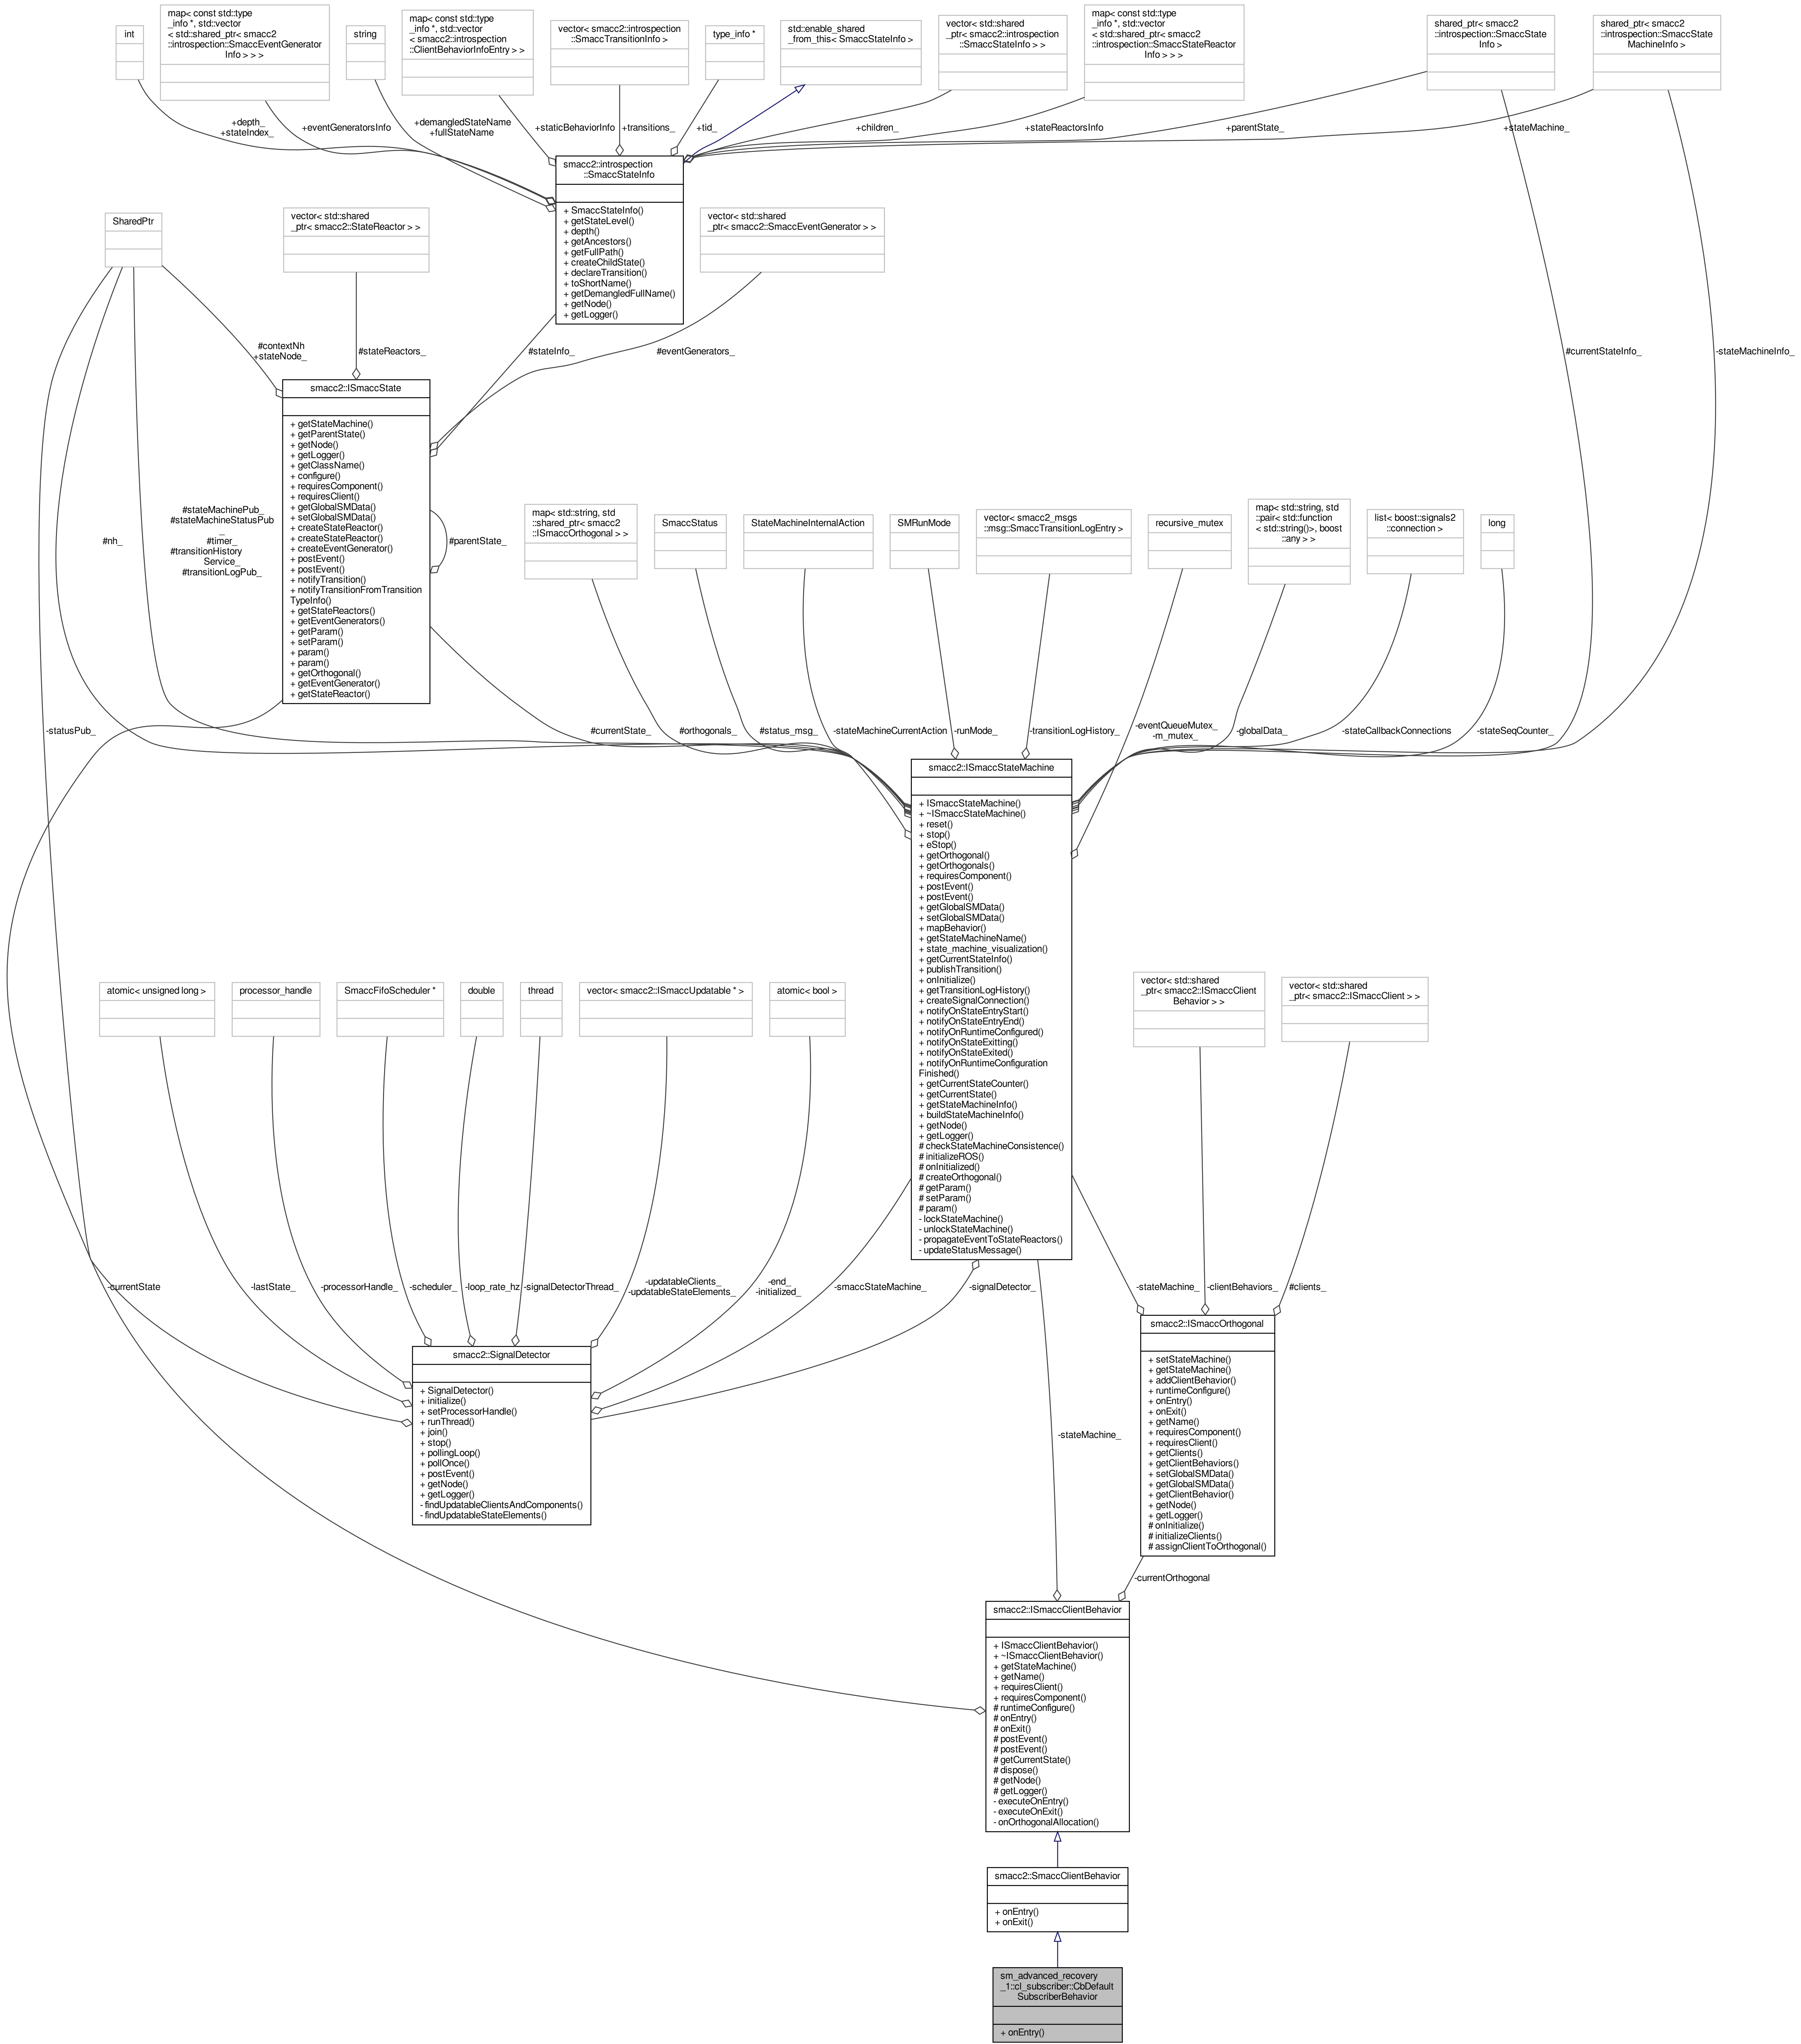 int
map< const std::type
_info *, std::vector
< std::shared_ptr< smacc2
::introspection::SmaccEventGenerator
Info > > >
string
map< const std::type
_info *, std::vector
< smacc2::introspection
::ClientBehaviorInfoEntry > >
vector< smacc2::introspection
::SmaccTransitionInfo >
type_info *
std::enable_shared
_from_this< SmaccStateInfo >
vector< std::shared
_ptr< smacc2::introspection
::SmaccStateInfo > >
map< const std::type
_info *, std::vector
< std::shared_ptr< smacc2
::introspection::SmaccStateReactor
Info > > >
shared_ptr< smacc2
::introspection::SmaccState
Info >
shared_ptr< smacc2
::introspection::SmaccState
MachineInfo >
+depth_
+stateIndex_
+eventGeneratorsInfo
+demangledStateName
+fullStateName
+staticBehaviorInfo
+transitions_
+tid_
+children_
+stateReactorsInfo
+parentState_
+stateMachine_
smacc2::introspection
::SmaccStateInfo
+ SmaccStateInfo()
+ getStateLevel()
+ depth()
+ getAncestors()
+ getFullPath()
+ createChildState()
+ declareTransition()
+ toShortName()
+ getDemangledFullName()
+ getNode()
+ getLogger()
SharedPtr
vector< std::shared
_ptr< smacc2::StateReactor > >
vector< std::shared
_ptr< smacc2::SmaccEventGenerator > >
#contextNh
+stateNode_
#stateReactors_
#stateInfo_
#eventGenerators_
#currentStateInfo_
-stateMachineInfo_
smacc2::ISmaccState
+ getStateMachine()
+ getParentState()
+ getNode()
+ getLogger()
+ getClassName()
+ configure()
+ requiresComponent()
+ requiresClient()
+ getGlobalSMData()
+ setGlobalSMData()
+ createStateReactor()
+ createStateReactor()
+ createEventGenerator()
+ postEvent()
+ postEvent()
+ notifyTransition()
+ notifyTransitionFromTransition
TypeInfo()
+ getStateReactors()
+ getEventGenerators()
+ getParam()
+ setParam()
+ param()
+ param()
+ getOrthogonal()
+ getEventGenerator()
+ getStateReactor()
#parentState_
#nh_
#stateMachinePub_
#stateMachineStatusPub
_
#timer_
#transitionHistory
Service_
#transitionLogPub_
map< std::string, std
::shared_ptr< smacc2
::ISmaccOrthogonal > >
SmaccStatus
StateMachineInternalAction
SMRunMode
vector< smacc2_msgs
::msg::SmaccTransitionLogEntry >
recursive_mutex
map< std::string, std
::pair< std::function
< std::string()>, boost
::any > >
list< boost::signals2
::connection >
long
-statusPub_
#currentState_
#orthogonals_
#status_msg_
-stateMachineCurrentAction
-runMode_
-transitionLogHistory_
-eventQueueMutex_
-m_mutex_
-globalData_
-stateCallbackConnections
-stateSeqCounter_
smacc2::ISmaccStateMachine
+ ISmaccStateMachine()
+ ~ISmaccStateMachine()
+ reset()
+ stop()
+ eStop()
+ getOrthogonal()
+ getOrthogonals()
+ requiresComponent()
+ postEvent()
+ postEvent()
+ getGlobalSMData()
+ setGlobalSMData()
+ mapBehavior()
+ getStateMachineName()
+ state_machine_visualization()
+ getCurrentStateInfo()
+ publishTransition()
+ onInitialize()
+ getTransitionLogHistory()
+ createSignalConnection()
+ notifyOnStateEntryStart()
+ notifyOnStateEntryEnd()
+ notifyOnRuntimeConfigured()
+ notifyOnStateExitting()
+ notifyOnStateExited()
+ notifyOnRuntimeConfiguration
Finished()
+ getCurrentStateCounter()
+ getCurrentState()
+ getStateMachineInfo()
+ buildStateMachineInfo()
+ getNode()
+ getLogger()
# checkStateMachineConsistence()
# initializeROS()
# onInitialized()
# createOrthogonal()
# getParam()
# setParam()
# param()
- lockStateMachine()
- unlockStateMachine()
- propagateEventToStateReactors()
- updateStatusMessage()
atomic< unsigned long >
processor_handle
SmaccFifoScheduler *
double
thread
vector< smacc2::ISmaccUpdatable * >
atomic< bool >
vector< std::shared
_ptr< smacc2::ISmaccClient
Behavior > >
vector< std::shared
_ptr< smacc2::ISmaccClient > >
-currentState
-lastState_
-processorHandle_
-scheduler_
-loop_rate_hz
-signalDetectorThread_
-updatableClients_
-updatableStateElements_
-end_
-initialized_
-smaccStateMachine_
-signalDetector_
-stateMachine_
-clientBehaviors_
#clients_
smacc2::SignalDetector
+ SignalDetector()
+ initialize()
+ setProcessorHandle()
+ runThread()
+ join()
+ stop()
+ pollingLoop()
+ pollOnce()
+ postEvent()
+ getNode()
+ getLogger()
- findUpdatableClientsAndComponents()
- findUpdatableStateElements()
smacc2::ISmaccOrthogonal
+ setStateMachine()
+ getStateMachine()
+ addClientBehavior()
+ runtimeConfigure()
+ onEntry()
+ onExit()
+ getName()
+ requiresComponent()
+ requiresClient()
+ getClients()
+ getClientBehaviors()
+ setGlobalSMData()
+ getGlobalSMData()
+ getClientBehavior()
+ getNode()
+ getLogger()
# onInitialize()
# initializeClients()
# assignClientToOrthogonal()
-stateMachine_
-currentOrthogonal
smacc2::ISmaccClientBehavior
+ ISmaccClientBehavior()
+ ~ISmaccClientBehavior()
+ getStateMachine()
+ getName()
+ requiresClient()
+ requiresComponent()
# runtimeConfigure()
# onEntry()
# onExit()
# postEvent()
# postEvent()
# getCurrentState()
# dispose()
# getNode()
# getLogger()
- executeOnEntry()
- executeOnExit()
- onOrthogonalAllocation()
smacc2::SmaccClientBehavior
+ onEntry()
+ onExit()
sm_advanced_recovery
_1::cl_subscriber::CbDefault
SubscriberBehavior
+ onEntry()